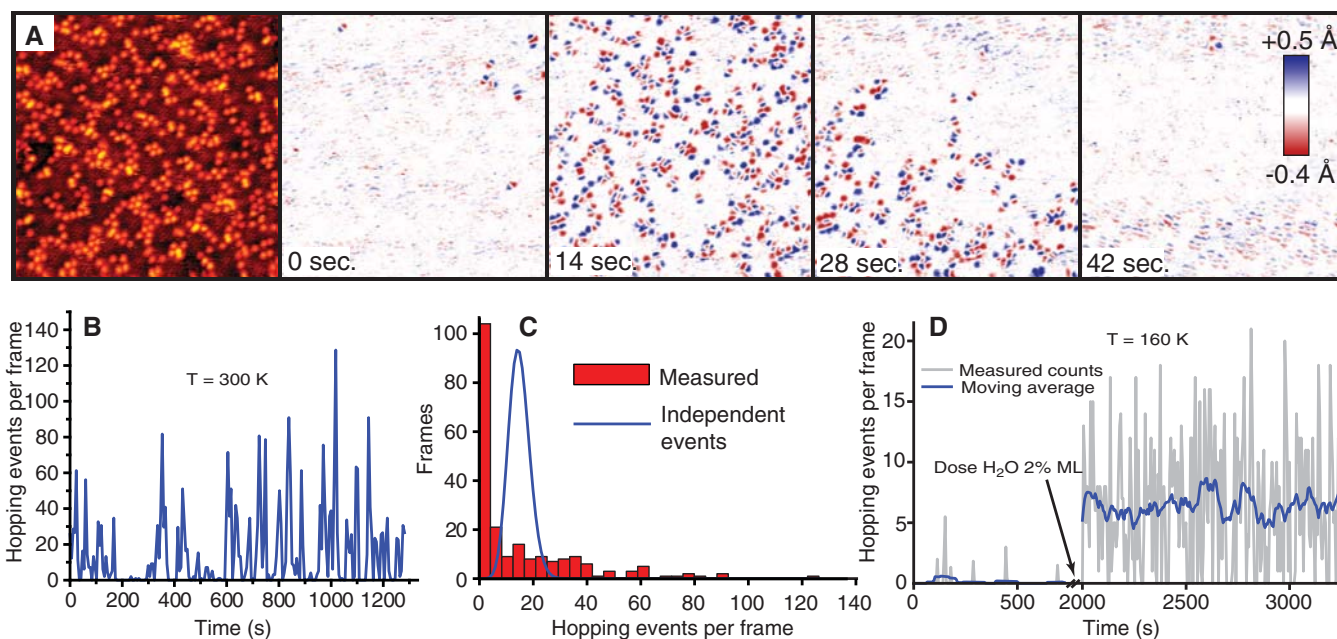 A
0 sec.
14 sec.
28 sec.
42 sec.
+0.5 Å
-0.4 Å
B
T = 300 K
Hopping events per frame
140
120
100
80
60
40
20
0
0 200 400 600 800 1000 1200
Time (s)
C
Measured
Independent
events
Frames
100
80
60
40
20
0
0 20 40 60 80 100 120 140
Hopping events per frame
D
T = 160 K
Measured counts
Moving average
Dose H₂O 2% ML
Hopping events per frame
20
15
10
5
0
0 500 2000 2500 3000
Time (s)